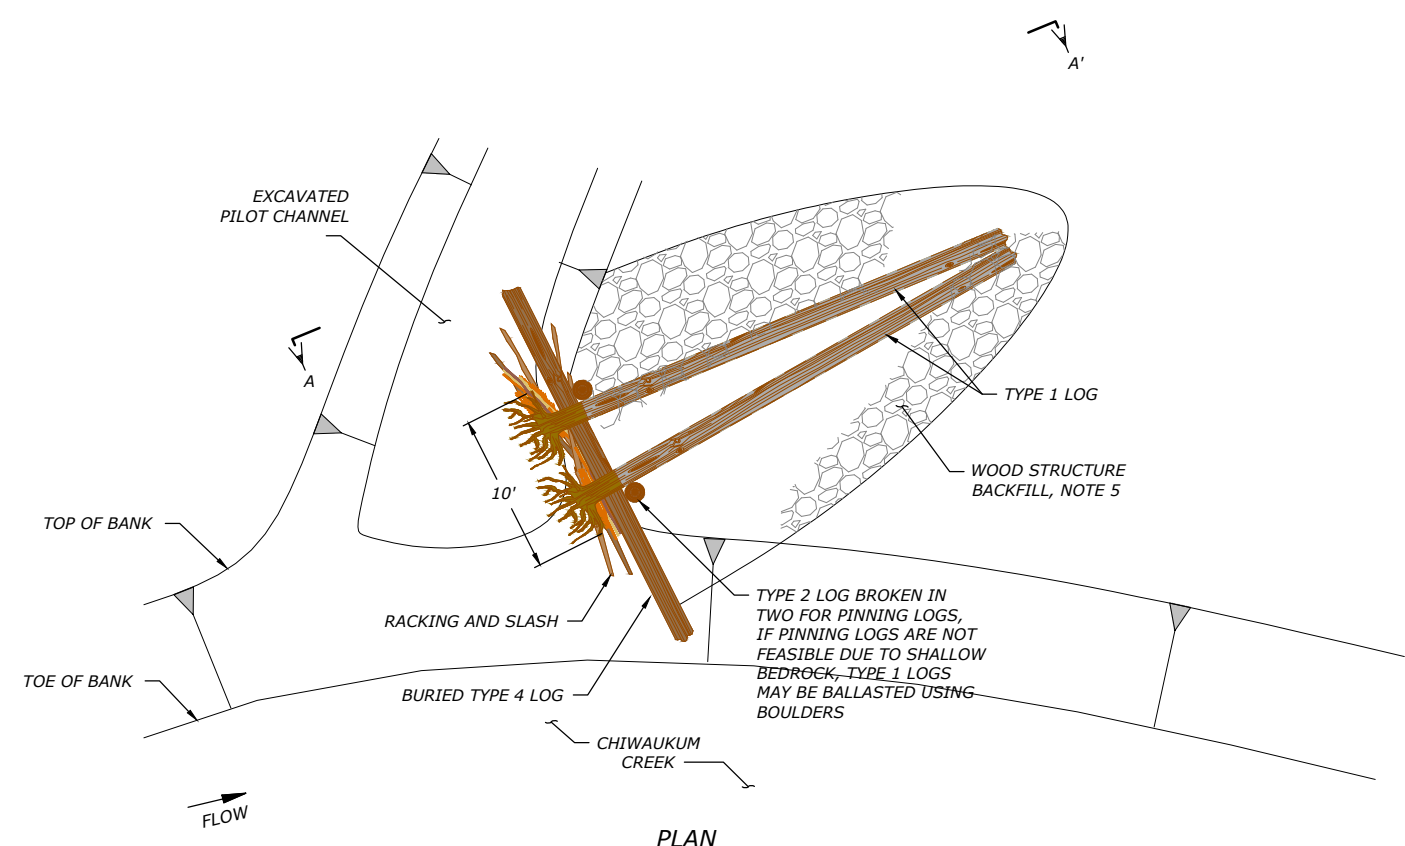 A'
EXCAVATED
PILOT CHANNEL
A
TYPE 1 LOG
10'
WOOD STRUCTURE
BACKFILL, NOTE 5
TOP OF BANK
RACKING AND SLASH
TYPE 2 LOG BROKEN IN
TWO FOR PINNING LOGS,
IF PINNING LOGS ARE NOT
FEASIBLE DUE TO SHALLOW
BEDROCK, TYPE 1 LOGS
MAY BE BALLASTED USING
BOULDERS
TOE OF BANK
BURIED TYPE 4 LOG
CHIWAUKUM
CREEK
FLOW
PLAN